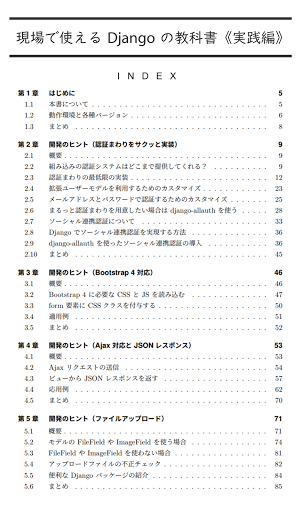 現場で使える Django の教科書《実践編》
INDEX
第 1 章 はじめに 5
1.1 本書について 5
1.2 動作環境と各種バージョン 6
1.3 まとめ 8
第 2 章 開発のヒント（認証まわりをサクッと実装） 9
2.1 概要 9
2.2 組み込みの認証システムはどこまで提供してくれる？ 9
2.3 認証まわりの最低限の実装 12
2.4 拡張ユーザーモデルを利用するためのカスタマイズ 23
2.5 メールアドレスとパスワードで認証するためのカスタマイズ 25
2.6 まるっと認証まわりを用意したい場合は django-allauth を使う 28
2.7 ソーシャル連携認証について 33
2.8 Django でソーシャル連携認証を実現する方法 36
2.9 django-allauth を使ったソーシャル連携認証の導入 36
2.10 まとめ 45
第 3 章 開発のヒント（Bootstrap 4 対応） 46
3.1 概要 46
3.2 Bootstrap 4 に必要な CSS と JS を読み込む 47
3.3 form 要素に CSS クラスを付与する 50
3.4 適用例 51
3.5 まとめ 52
第 4 章 開発のヒント（Ajax 対応と JSON レスポンス） 53
4.1 概要 53
4.2 Ajax リクエストの送信 54
4.3 ビューから JSON レスポンスを返す 57
4.4 応用例 62
4.5 まとめ 70
第 5 章 開発のヒント（ファイルアップロード） 71
5.1 概要 71
5.2 モデルの FileField や ImageField を使う場合 74
5.3 FileField や ImageField を使わない場合 81
5.4 アップロードファイルの不正チェック 82
5.5 便利な Django パッケージの紹介 84
5.6 まとめ 85